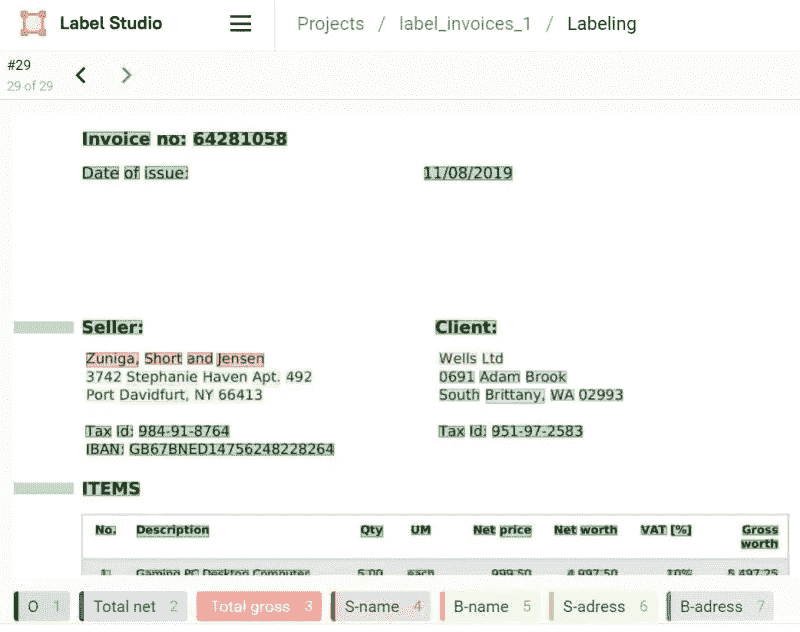 Label Studio
Projects / label_invoices_1 / Labeling
#29
29 of 29
Invoice no: 64281058
Date of issue: 11/08/2019
Seller: Client:
Zuniga, Short and Jensen Wells Ltd
3742 Stephanie Haven Apt. 492 0691 Adam Brook
Port Davidfurt, NY 66413 South Brittany, WA 02993
Tax Id: 984-91-8764 Tax Id: 951-97-2583
IBAN: GB67BNED14756248228264
ITEMS
No. Description Qty UM Net price Net worth VAT [%] Gross worth
1. Gaming PC Desktop Computer 5,00 each 999,50 4 997,50 10% 5 497,25
O 1 Total net 2 Total gross 3 S-name 4 B-name 5 S-adress 6 B-adress 7